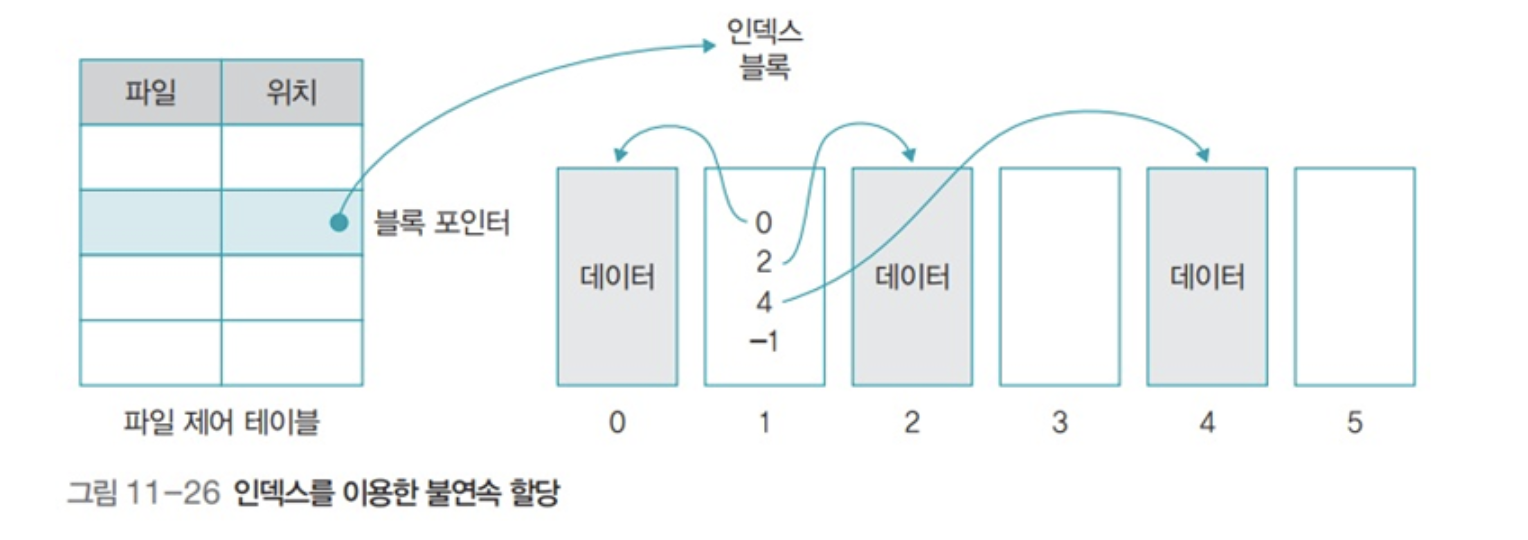 인덱스
블록
파일 위치
블록 포인터
0
2
4
-1
데이터 데이터 데이터
파일 제어 테이블
0 1 2 3 4 5
그림 11-26 인덱스를 이용한 불연속 할당